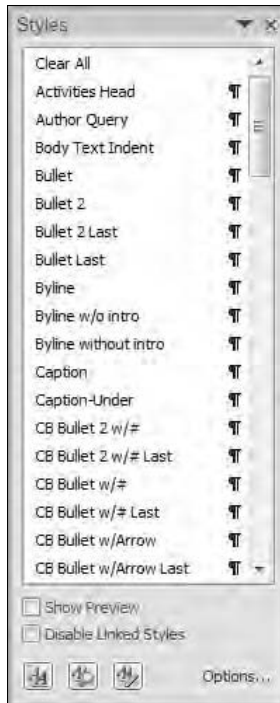 Styles
Clear All
Activities Head ¶
Author Query ¶
Body Text Indent ¶
Bullet ¶
Bullet 2 ¶
Bullet 2 Last ¶
Bullet Last ¶
Byline ¶
Byline w/o intro ¶
Byline without intro ¶
Caption ¶
Caption-Under ¶
CB Bullet 2 w/# ¶
CB Bullet 2 w/# Last ¶
CB Bullet w/# ¶
CB Bullet w/# Last ¶
CB Bullet w/Arrow ¶
CB Bullet w/Arrow Last ¶
Show Preview
Disable Linked Styles
Options...